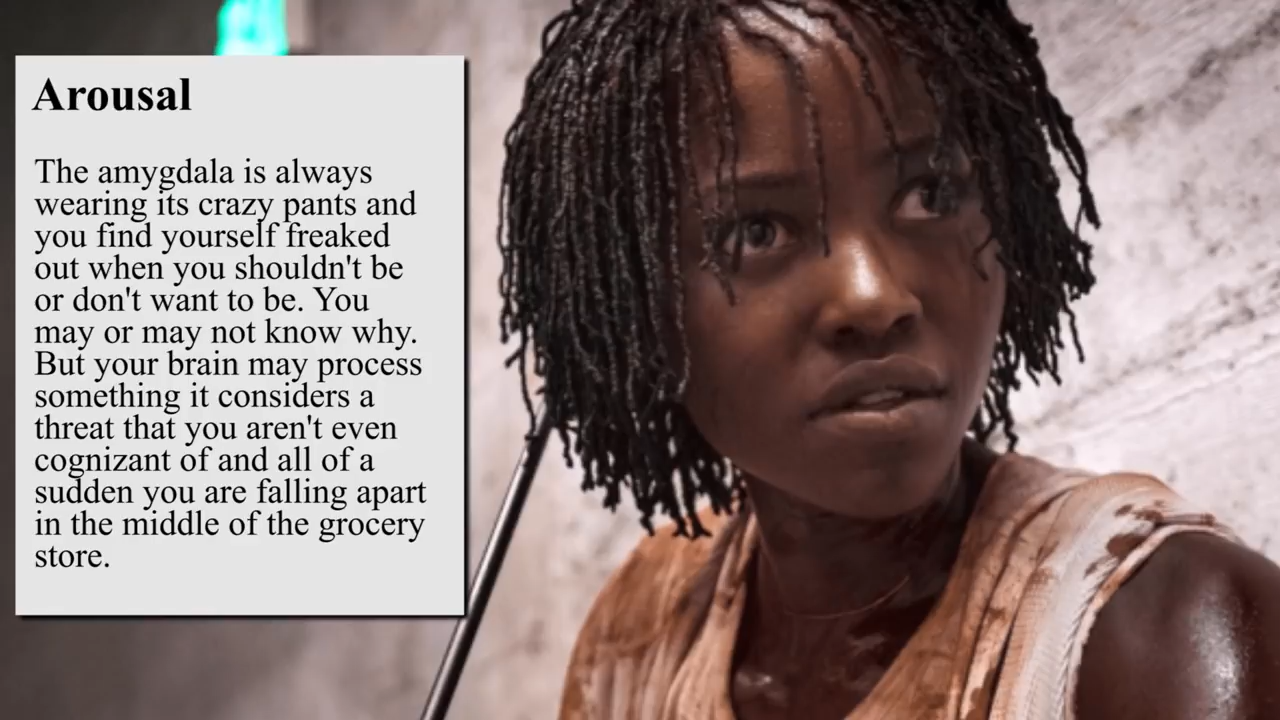 Arousal
The amygdala is always
wearing its crazy pants and
you find yourself freaked
out when you shouldn't be
or don't want to be. You
may or may not know why.
But your brain may process
something it considers a
threat that you aren't even
cognizant of and all of a
sudden you are falling apart
in the middle of the grocery
store.